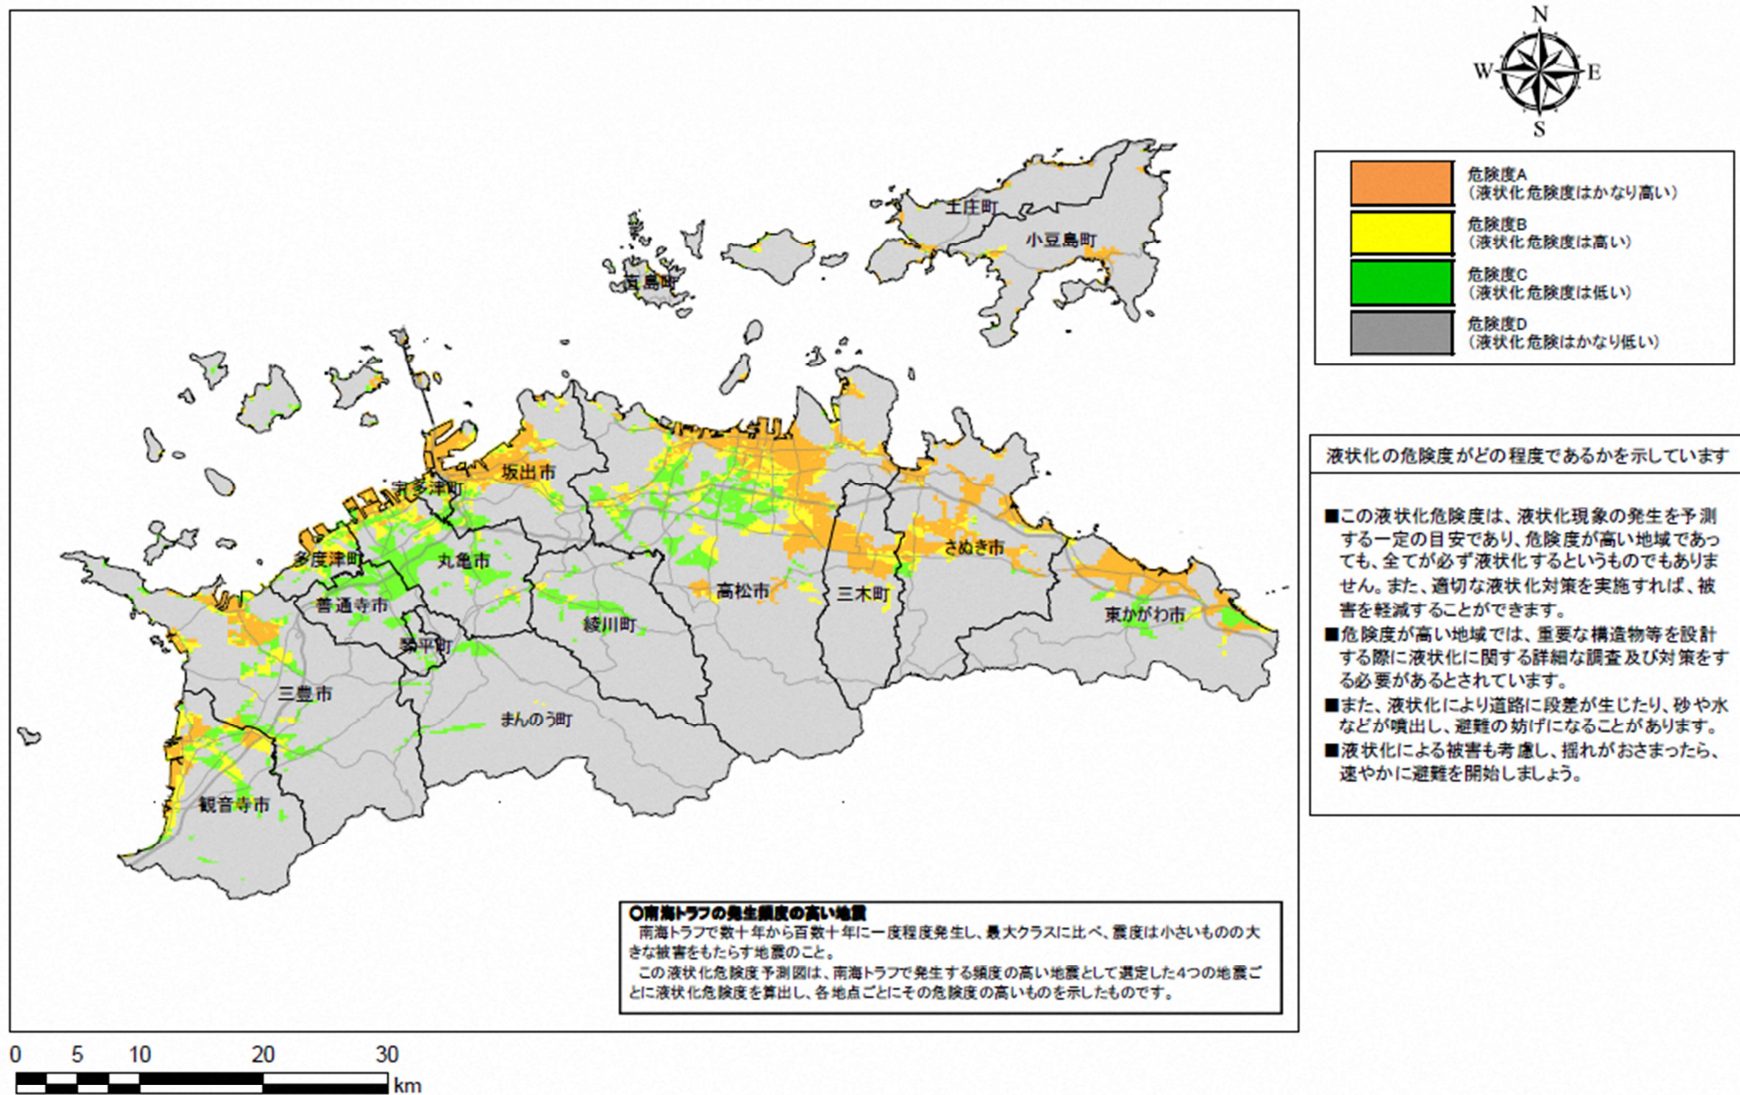 N
W
E
S
危険度A
(液状化危険度はかなり高い)
危険度B
(液状化危険度は高い)
危険度C
(液状化危険度は低い)
危険度D
(液状化危険はかなり低い)
土庄町
小豆島町
直島町
坂出市
宇多津町
多度津町
丸亀市
善通寺市
琴平町
綾川町
高松市
三木町
さぬき市
東かがわ市
三豊市
まんのう町
観音寺市
液状化の危険度がどの程度であるかを示しています
■この液状化危険度は、液状化現象の発生を予測
する一定の目安であり、危険度が高い地域であっ
ても、全てが必ず液状化するというものでもありま
せん。また、適切な液状化対策を実施すれば、被
害を軽減することができます。
■危険度が高い地域では、重要な構造物等を設計
する際に液状化に関する詳細な調査及び対策をす
る必要があるとされています。
■また、液状化により道路に段差が生じたり、砂や水
などが噴出し、避難の妨げになることがあります。
■液状化による被害も考慮し、揺れがおさまったら、
速やかに避難を開始しましょう。
○南海トラフの発生頻度の高い地震
南海トラフで数十年から百数十年に一度程度発生し、最大クラスに比べ、震度は小さいものの大
きな被害をもたらす地震のこと。
この液状化危険度予測図は、南海トラフで発生する頻度の高い地震として選定した4つの地震ご
とに液状化危険度を算出し、各地点ごとにその危険度の高いものを示したものです。
0 5 10 20 30
km